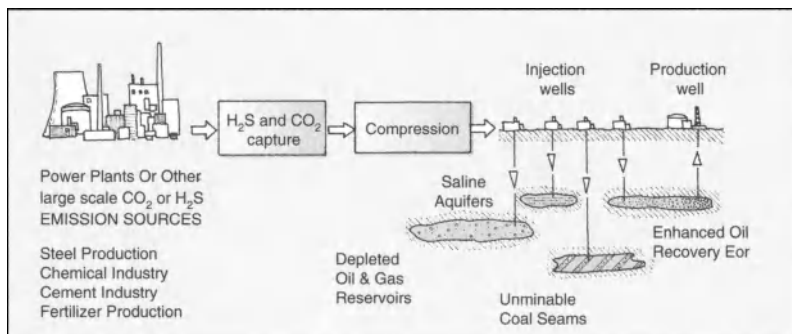 Power Plants Or Other
large scale CO₂ or H₂S
EMISSION SOURCES
Steel Production
Chemical Industry
Cement Industry
Fertilizer Production
H₂S and CO₂
capture
Compression
Injection
wells
Production
well
Saline
Aquifers
Depleted
Oil & Gas
Reservoirs
Unminable
Coal Seams
Enhanced Oil
Recovery Eor